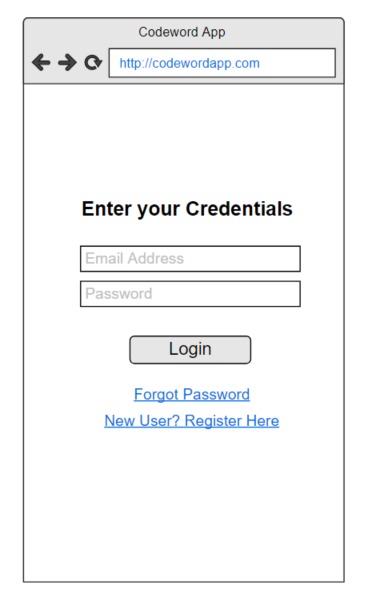 Codeword App
http://codewordapp.com
Enter your Credentials
Email Address
Password
Login
Forgot Password
New User? Register Here